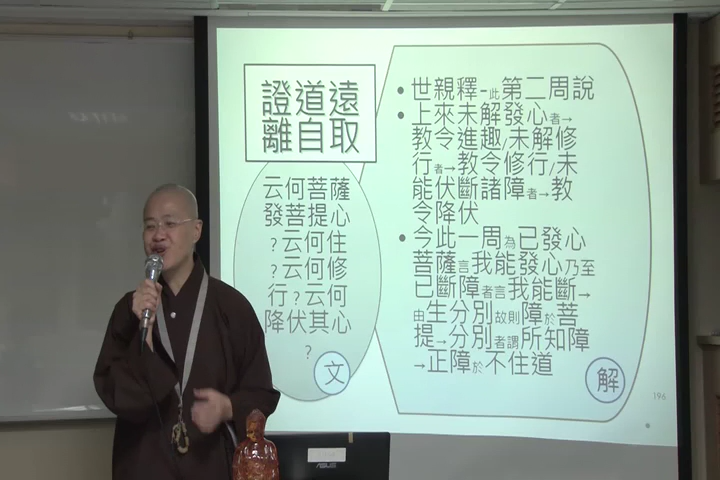 證道遠
離自取
云何菩薩
發菩提心
?云何住
?云何修
行?云何
降伏其心
?
文
•世親釋-此第二周說
•上來未解發心者→
教令進趣/未解修
行者→教令修行/未
能伏斷諸障者→教
令降伏
•今此一周為已發心
菩薩言我能發心乃至
已斷障者言我能斷→
由生分別故則障於菩
提→分別者謂所知障
→正障於不住道
解
196
ASUS